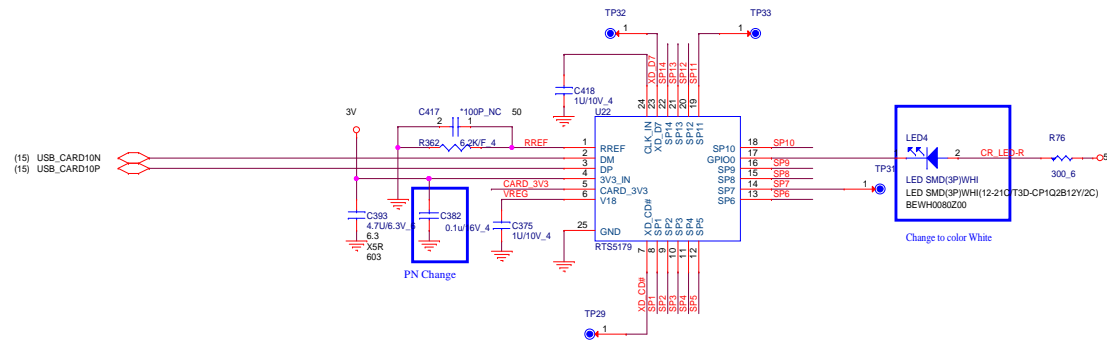 TP32
1
TP33
1
XD_D7
SP14
SP13
SP12
SP11
C418
1U/10V_4
24
23
22
21
20
19
U22
CLK_IN
XD_D7
SP14
SP13
SP12
SP11
3V
C417
*100P_NC
50
2
1
R362
6.2K/F_4
RREF
1
RREF
(15) USB_CARD10N
2
DM
(15) USB_CARD10P
3
DP
4
3V3_IN
CARD_3V3
5
CARD_3V3
VREG
6
V18
25
GND
RTS5179
SP10
18
SP10
GPIO0
17
SP9
16
SP9
SP8
15
SP8
SP7
14
SP7
SP6
13
SP6
TP31
1
LED4
2
CR_LED-R
R76
300_6
5
LED SMD(3P)WHI
LED SMD(3P)WHI(12-21C/T3D-CP1Q2B12Y/2C)
BEWH0080Z00
Change to color White
C393
4.7U/6.3V_6
6.3
X5R
603
C382
0.1u/16V_4
PN Change
C375
1U/10V_4
XD_CD#
SP1
SP2
SP3
SP4
SP5
7
8
9
10
11
12
XD_CD#
SP1
SP2
SP3
SP4
SP5
TP29
1